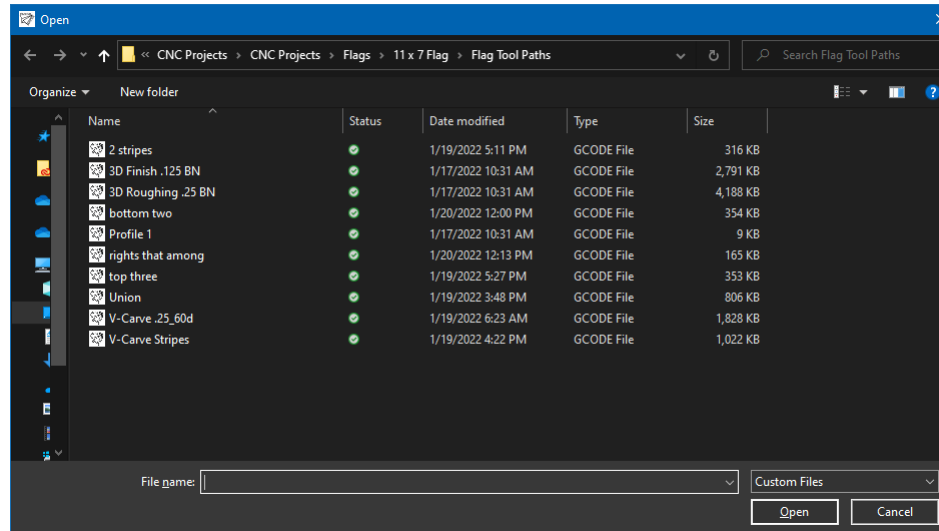 Open
« CNC Projects > CNC Projects > Flags > 11 x 7 Flag > Flag Tool Paths Search Flag Tool Paths
Organize New folder ?
Name Status Date modified Type Size
2 stripes 1/19/2022 5:11 PM GCODE File 316 KB
3D Finish .125 BN 1/17/2022 10:31 AM GCODE File 2,791 KB
3D Roughing .25 BN 1/17/2022 10:31 AM GCODE File 4,188 KB
bottom two 1/20/2022 12:00 PM GCODE File 354 KB
Profile 1 1/17/2022 10:31 AM GCODE File 9 KB
rights that among 1/20/2022 12:13 PM GCODE File 165 KB
top three 1/19/2022 5:27 PM GCODE File 353 KB
Union 1/19/2022 3:48 PM GCODE File 806 KB
V-Carve .25_60d 1/19/2022 6:23 AM GCODE File 1,828 KB
V-Carve Stripes 1/19/2022 4:22 PM GCODE File 1,022 KB
File name: Custom Files
Open Cancel